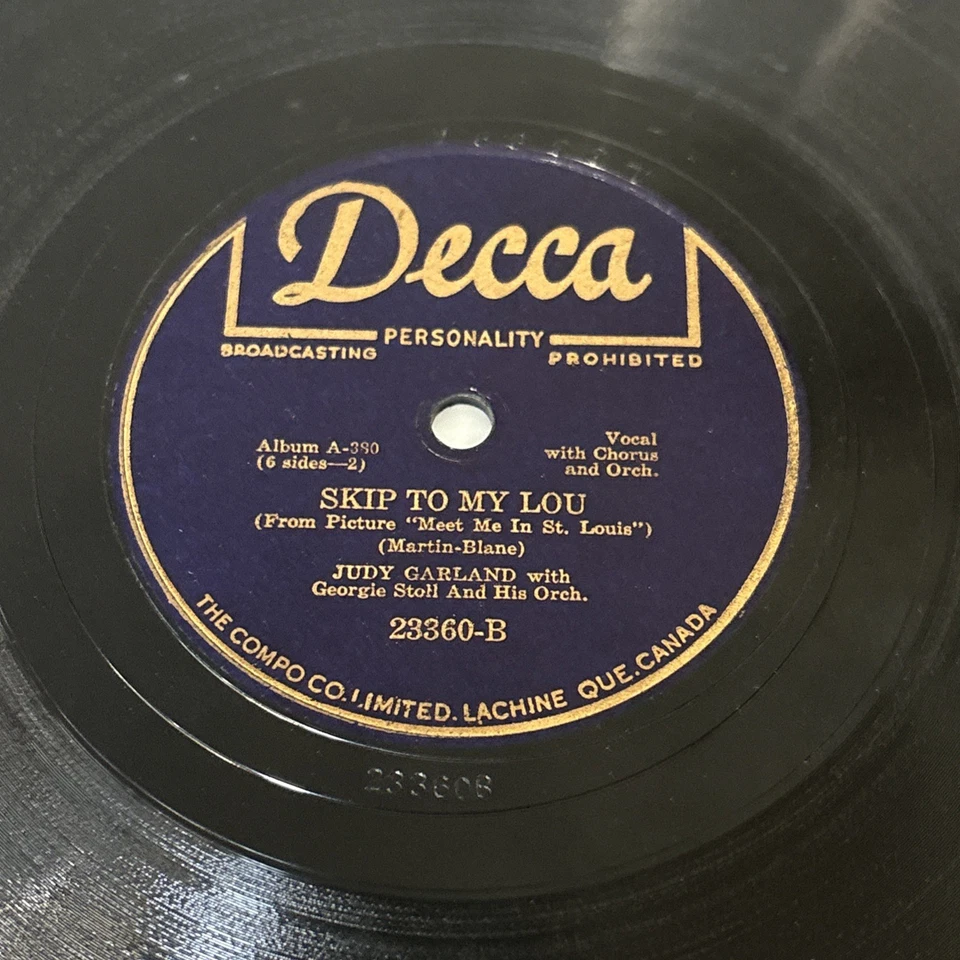 Decca
PERSONALITY
BROADCASTING PROHIBITED
Album A-380
(6 sides—2)
Vocal
with Chorus
and Orch.
SKIP TO MY LOU
(From Picture "Meet Me In St. Louis")
(Martin-Blane)
JUDY GARLAND with
Georgie Stoll And His Orch.
23360-B
THE COMPO CO. LIMITED. LACHINE QUE. CANADA
23360B